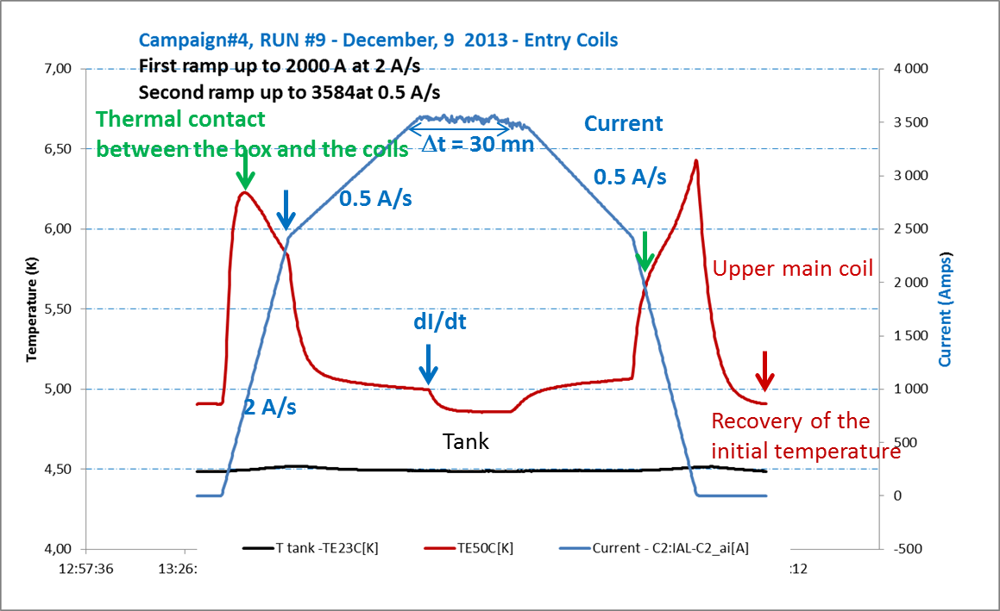 Campaign#4, RUN #9 - December, 9  2013 - Entry Coils
First ramp up to 2000 A at 2 A/s
Second ramp up to 3584at 0.5 A/s
Thermal contact
between the box and the coils
Δt = 30 mn
Current
0.5 A/s
0.5 A/s
Upper main coil
dI/dt
2 A/s
Tank
Recovery of the
initial temperature
Temperature (K)
7,00
6,50
6,00
5,50
5,00
4,50
4,00
Current (Amps)
4 000
3 500
3 000
2 500
2 000
1 500
1 000
500
0
-500
T tank -TE23C[K]
TE50C[K]
Current - C2:IAL-C2_ai[A]
12:57:36
13:26:
:12